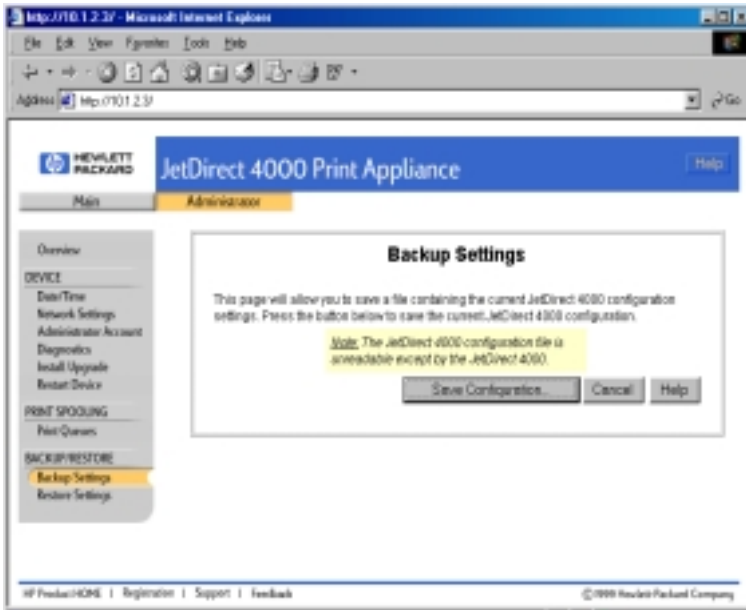 http://10.1.2.3/ - Microsoft Internet Explorer
File Edit View Favorites Tools Help
Address http://10.1.2.3/ Go
HEWLETT PACKARD
JetDirect 4000 Print Appliance
Help
Main Administrator
Overview
DEVICE
Date/Time
Network Settings
Administrator Account
Diagnostics
Install Upgrade
Restart Device
PRINT SPOOLING
Print Queues
BACKUP/RESTORE
Backup Settings
Restore Settings
Backup Settings
This page will allow you to save a file containing the current JetDirect 4000 configuration
settings. Press the button below to save the current JetDirect 4000 configuration.
Note: The JetDirect 4000 configuration file is
unreadable except by the JetDirect 4000.
Save Configuration... Cancel Help
HP Product HOME | Registration | Support | Feedback
©1999 Hewlett-Packard Company